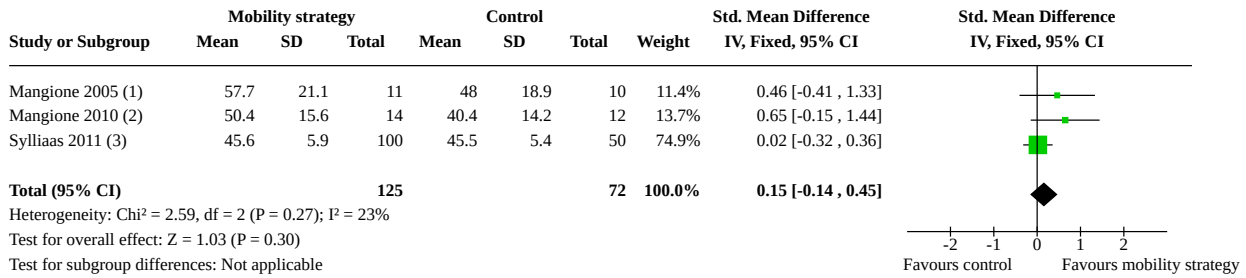 Mobility strategy Control Std. Mean Difference Std. Mean Difference
Study or Subgroup Mean SD Total Mean SD Total Weight IV, Fixed, 95% CI IV, Fixed, 95% CI
Mangione 2005 (1) 57.7 21.1 11 48 18.9 10 11.4% 0.46 [-0.41 , 1.33]
Mangione 2010 (2) 50.4 15.6 14 40.4 14.2 12 13.7% 0.65 [-0.15 , 1.44]
Sylliaas 2011 (3) 45.6 5.9 100 45.5 5.4 50 74.9% 0.02 [-0.32 , 0.36]
Total (95% CI) 125 72 100.0% 0.15 [-0.14 , 0.45]
Heterogeneity: Chi² = 2.59, df = 2 (P = 0.27); I² = 23%
Test for overall effect: Z = 1.03 (P = 0.30) -2 -1 0 1 2
Test for subgroup differences: Not applicable Favours control Favours mobility strategy